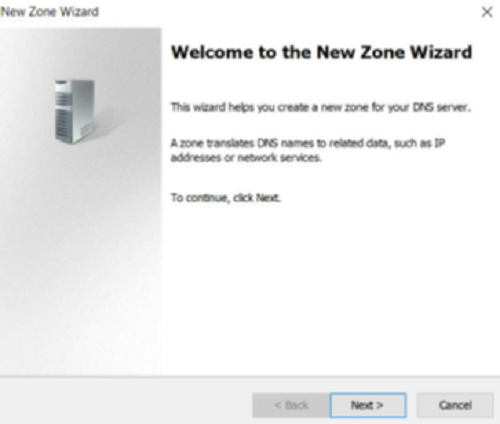 New Zone Wizard
Welcome to the New Zone Wizard
This wizard helps you create a new zone for your DNS server.
A zone translates DNS names to related data, such as IP
addresses or network services.
To continue, click Next.
< Back
Next >
Cancel